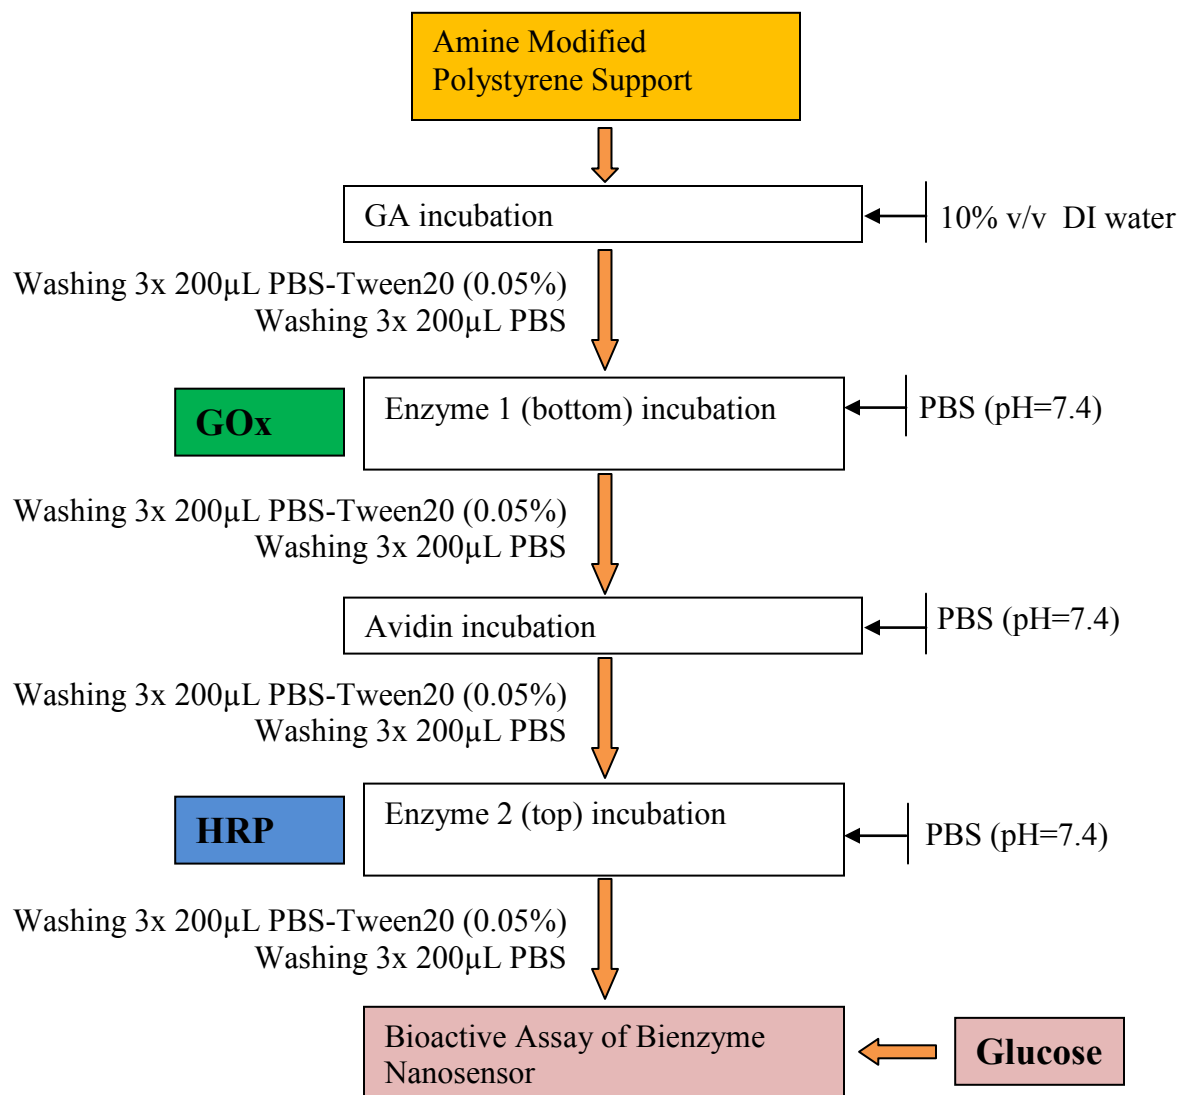 Amine Modified
Polystyrene Support
GA incubation
10% v/v  DI water
Washing 3x 200µL PBS-Tween20 (0.05%)
Washing 3x 200µL PBS
GOx
Enzyme 1 (bottom) incubation
PBS (pH=7.4)
Washing 3x 200µL PBS-Tween20 (0.05%)
Washing 3x 200µL PBS
Avidin incubation
PBS (pH=7.4)
Washing 3x 200µL PBS-Tween20 (0.05%)
Washing 3x 200µL PBS
HRP
Enzyme 2 (top) incubation
PBS (pH=7.4)
Washing 3x 200µL PBS-Tween20 (0.05%)
Washing 3x 200µL PBS
Bioactive Assay of Bienzyme
Nanosensor
Glucose